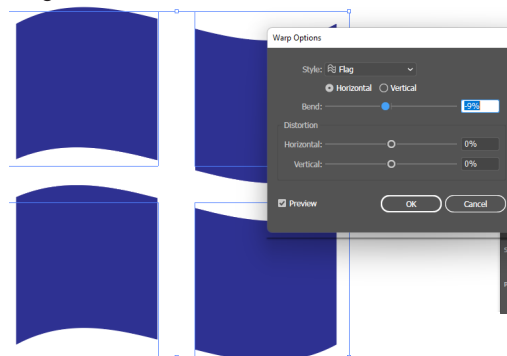 Warp Options
Style: Flag
Horizontal Vertical
Bend: -9%
Distortion
Horizontal: 0%
Vertical: 0%
Preview OK Cancel